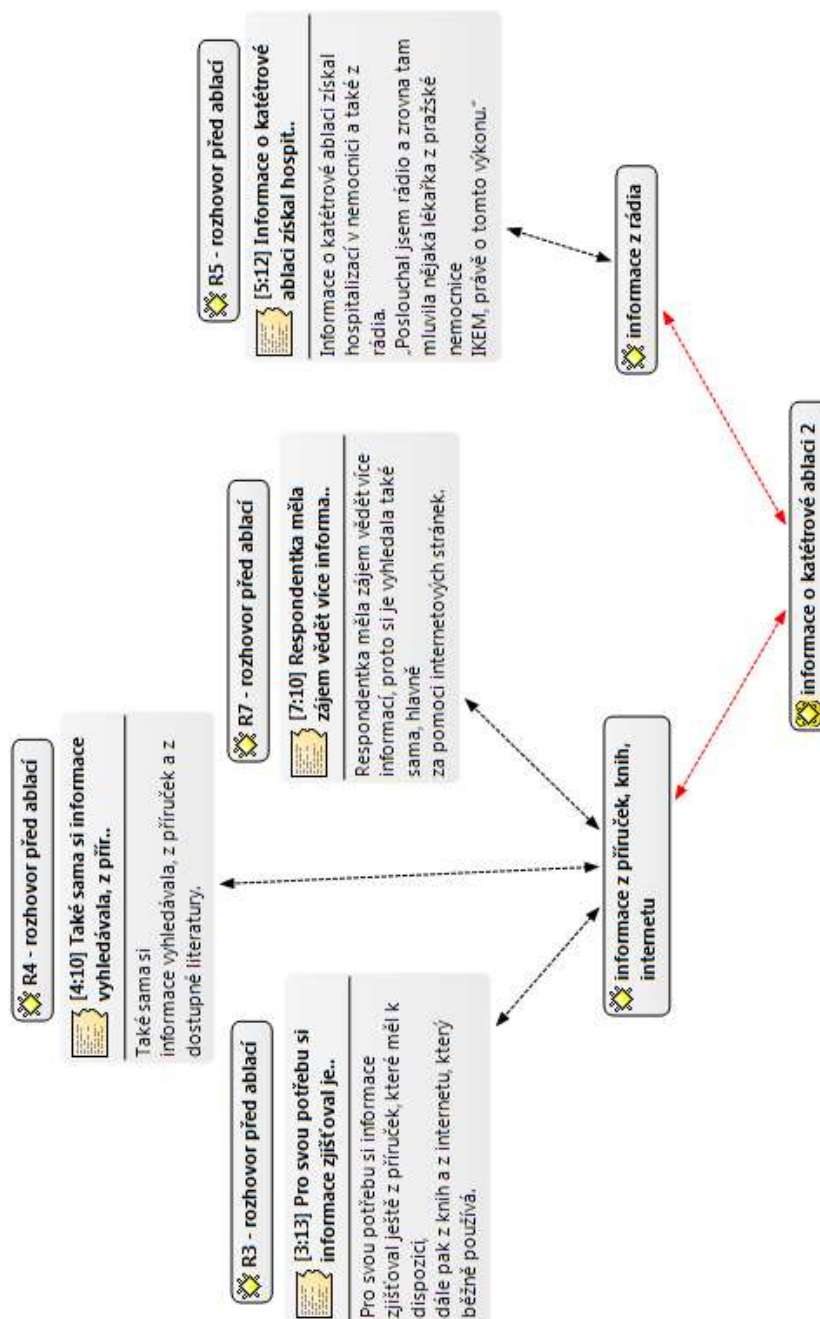 R4 - rozhovor před ablací
[4:10] Také sama si informace
vyhledávala, z přír..
Také sama si
informace vyhledávala, z příruček a z
dostupné literatury.
R3 - rozhovor před ablací
[3:13] Pro svou potřebu si
informace zjišťoval je..
Pro svou potřebu si informace
zjišťoval ještě z příruček, které měl k
dispozici,
dále pak z knih a z internetu, který
běžně používá.
R7 - rozhovor před ablací
[7:10] Respondentka měla
zájem vědět více informa..
Respondentka měla zájem vědět více
informací, proto si je vyhledala také
sama, hlavně
za pomoci internetových stránek.
R5 - rozhovor před ablací
[5:12] Informace o katétrové
ablaci získal hospit..
Informace o katétrové ablaci získal
hospitalizací v nemocnici a také z
rádia.
„Poslouchal jsem rádio a zrovna tam
mluvila nějaká lékařka z pražské
nemocnice
IKEM, právě o tomto výkonu.“
informace z příruček, knih,
internetu
informace z rádia
informace o katétrové ablaci 2